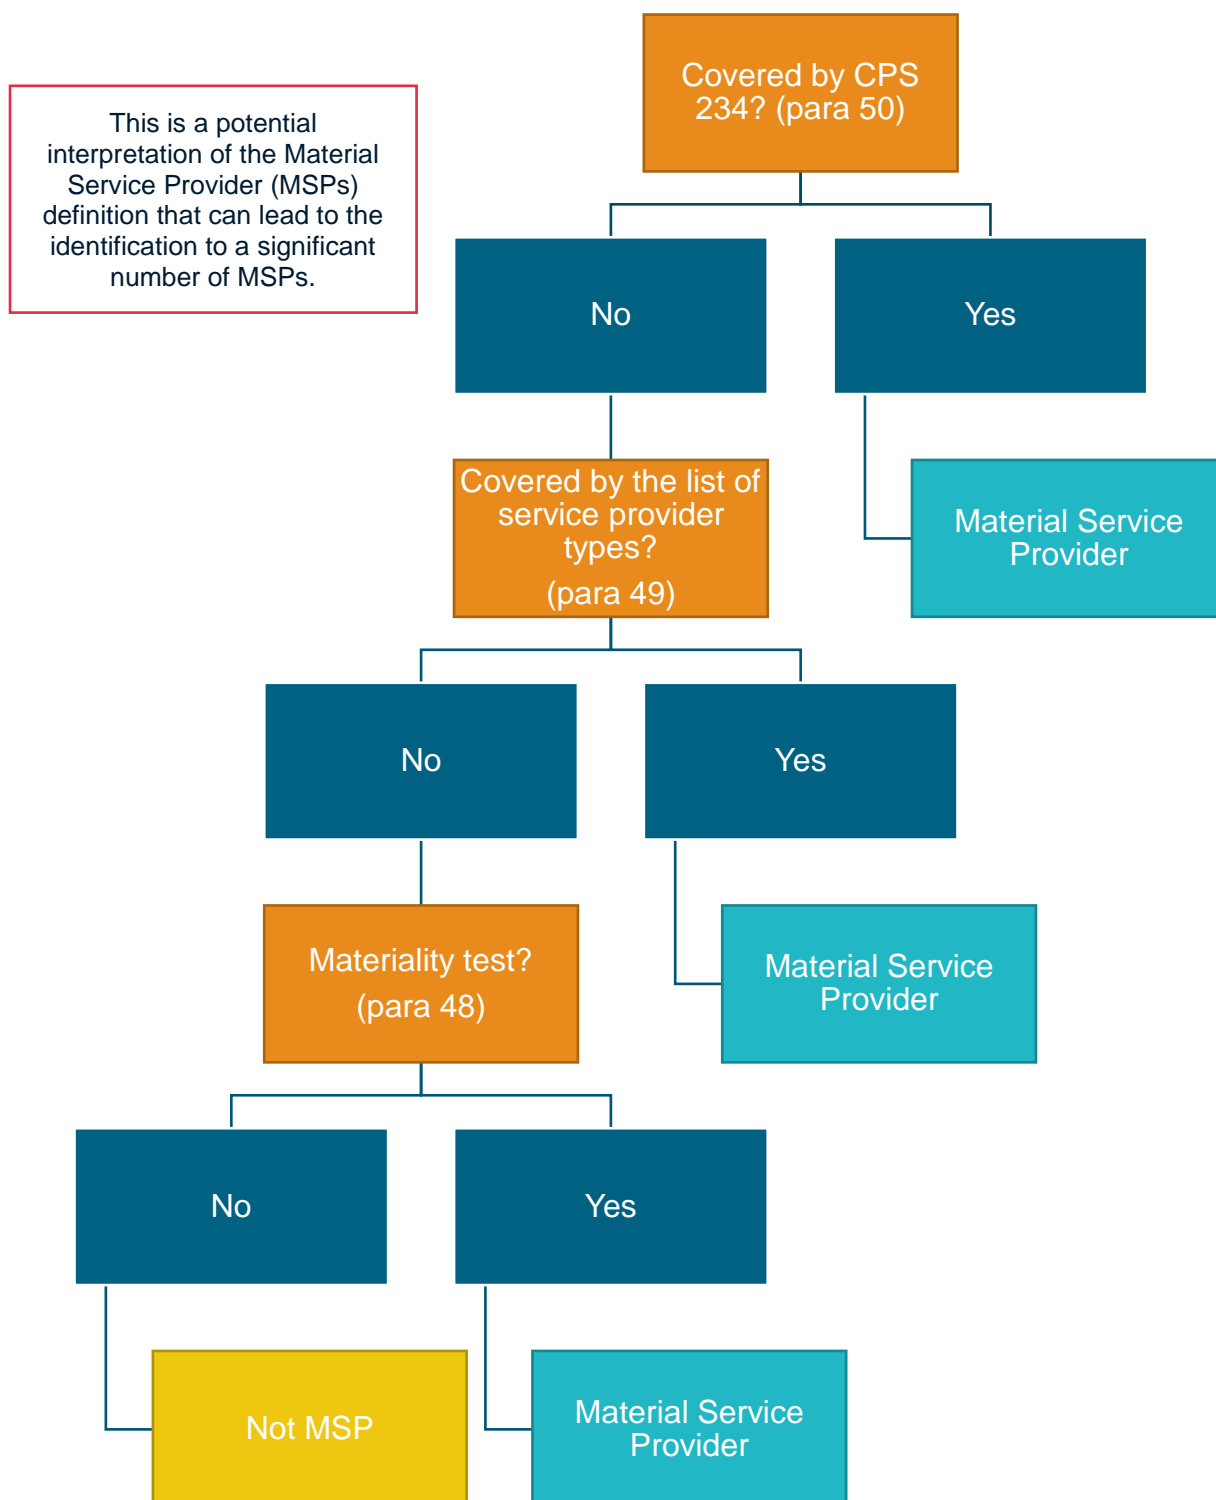 Covered by CPS
234? (para 50)
This is a potential
interpretation of the Material
Service Provider (MSPs)
definition that can lead to the
identification to a significant
number of MSPs.
No
Yes
Covered by the list of
service provider
types?
(para 49)
Material Service
Provider
No
Yes
Materiality test?
(para 48)
Material Service
Provider
No
Yes
Not MSP
Material Service
Provider